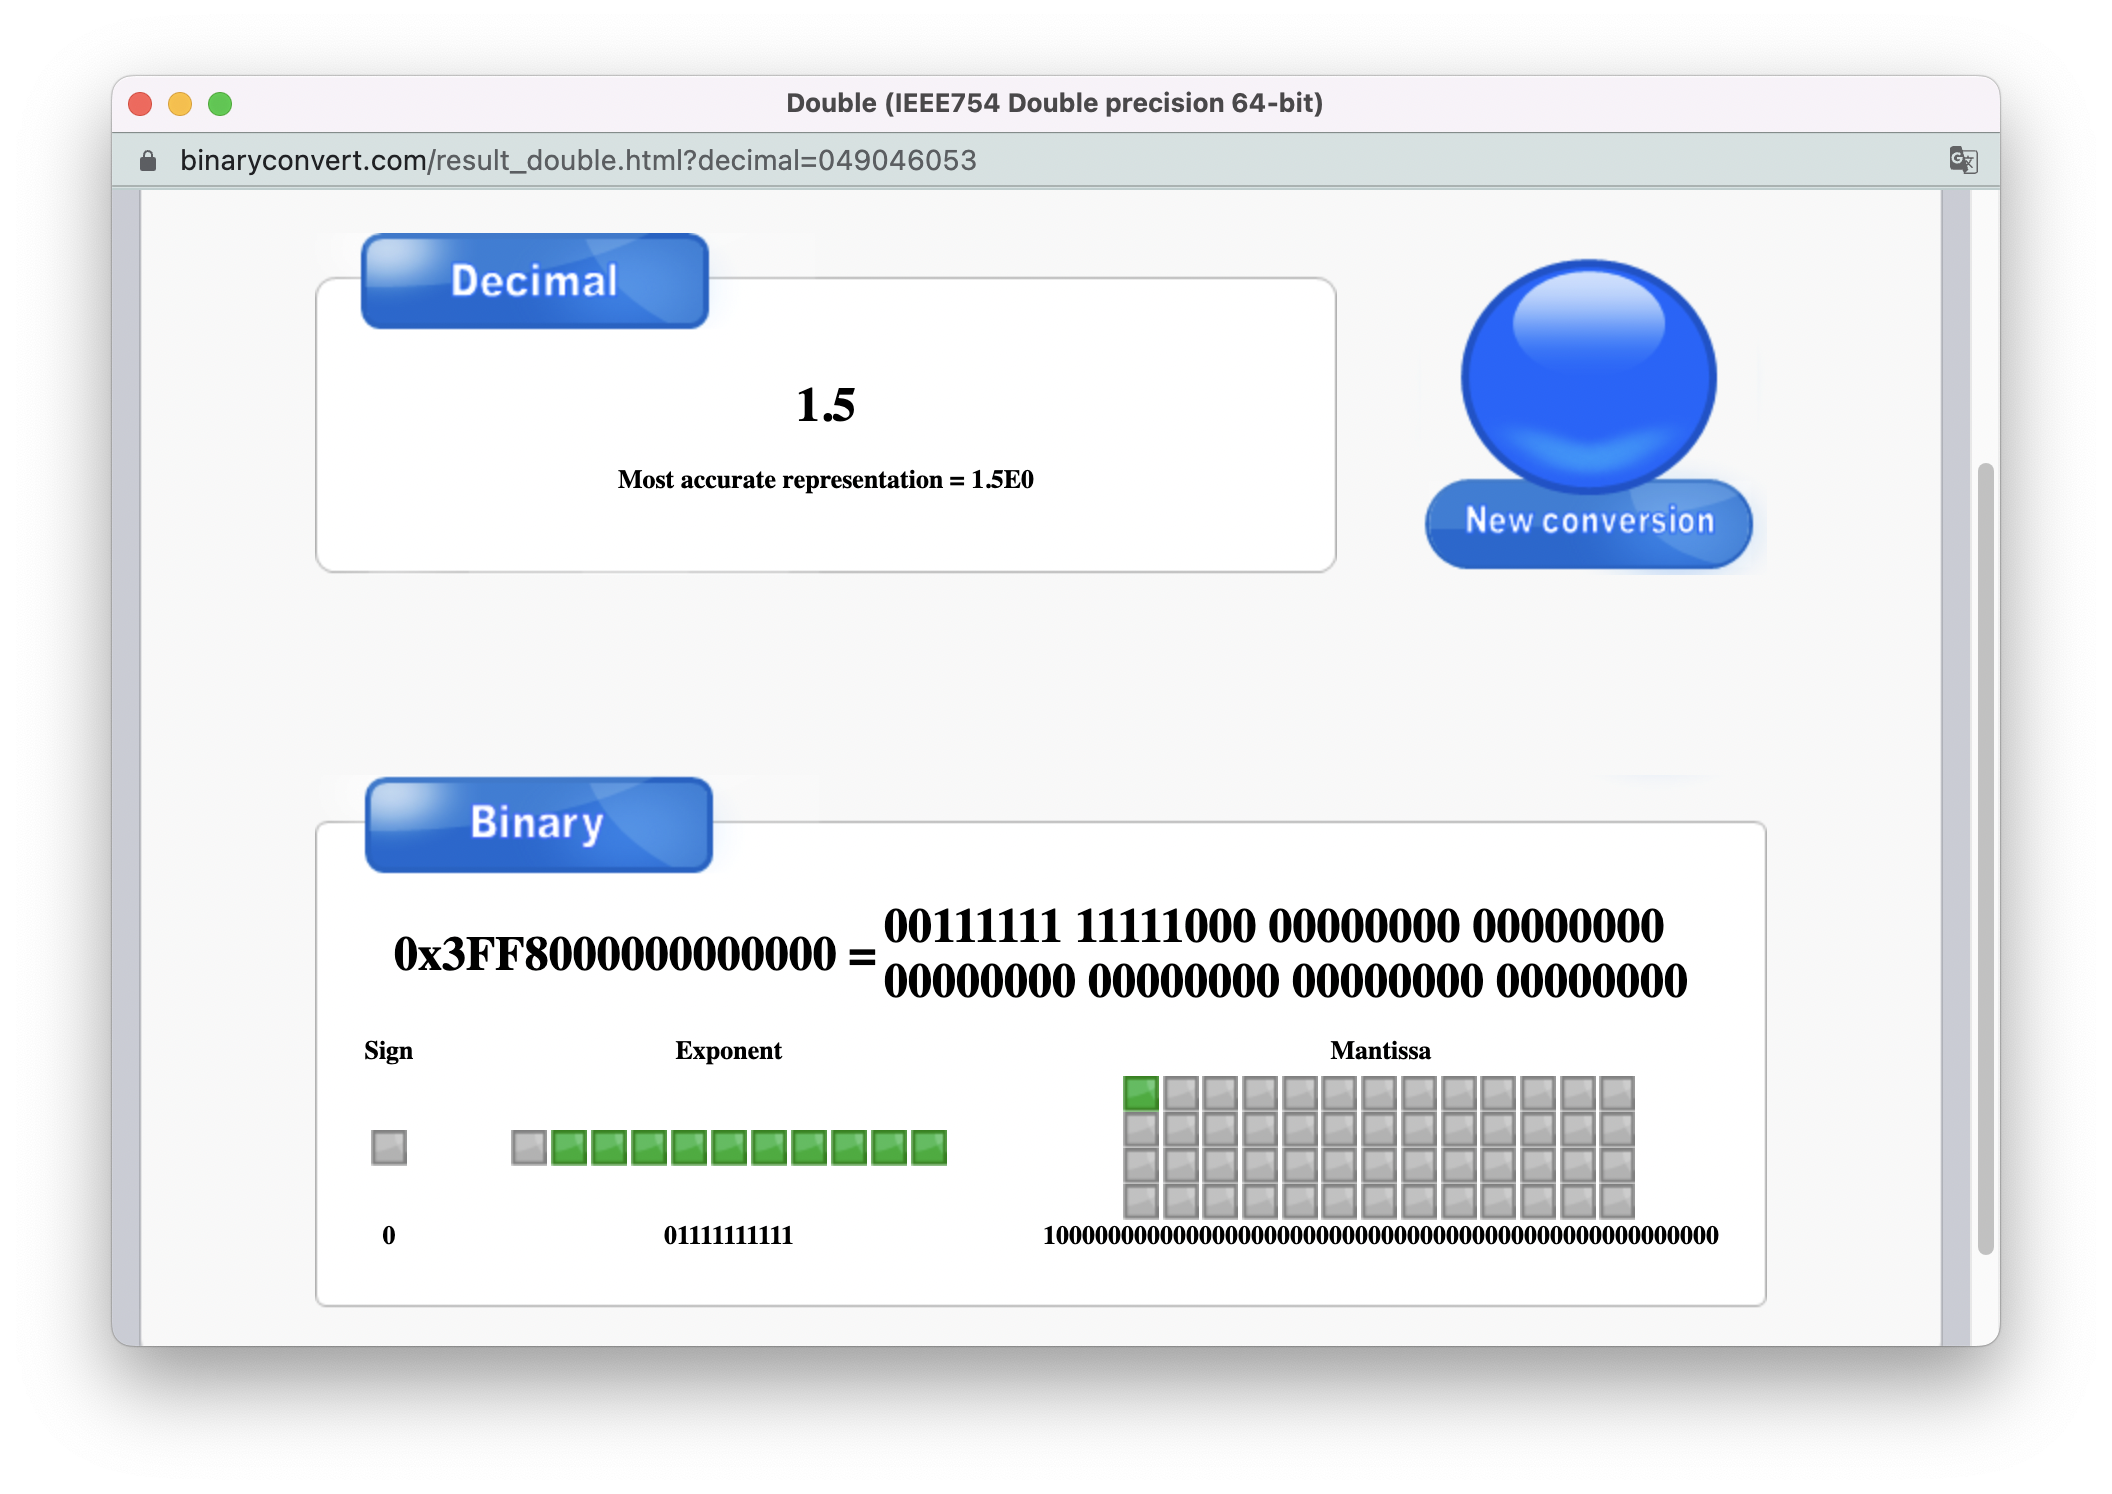 Double (IEEE754 Double precision 64-bit)
binaryconvert.com/result_double.html?decimal=049046053
Decimal
1.5
Most accurate representation = 1.5E0
New conversion
Binary
0x3FF8000000000000 =
00111111 11111000 00000000 00000000
00000000 00000000 00000000 00000000
Sign
Exponent
Mantissa
0
01111111111
1000000000000000000000000000000000000000000000000000